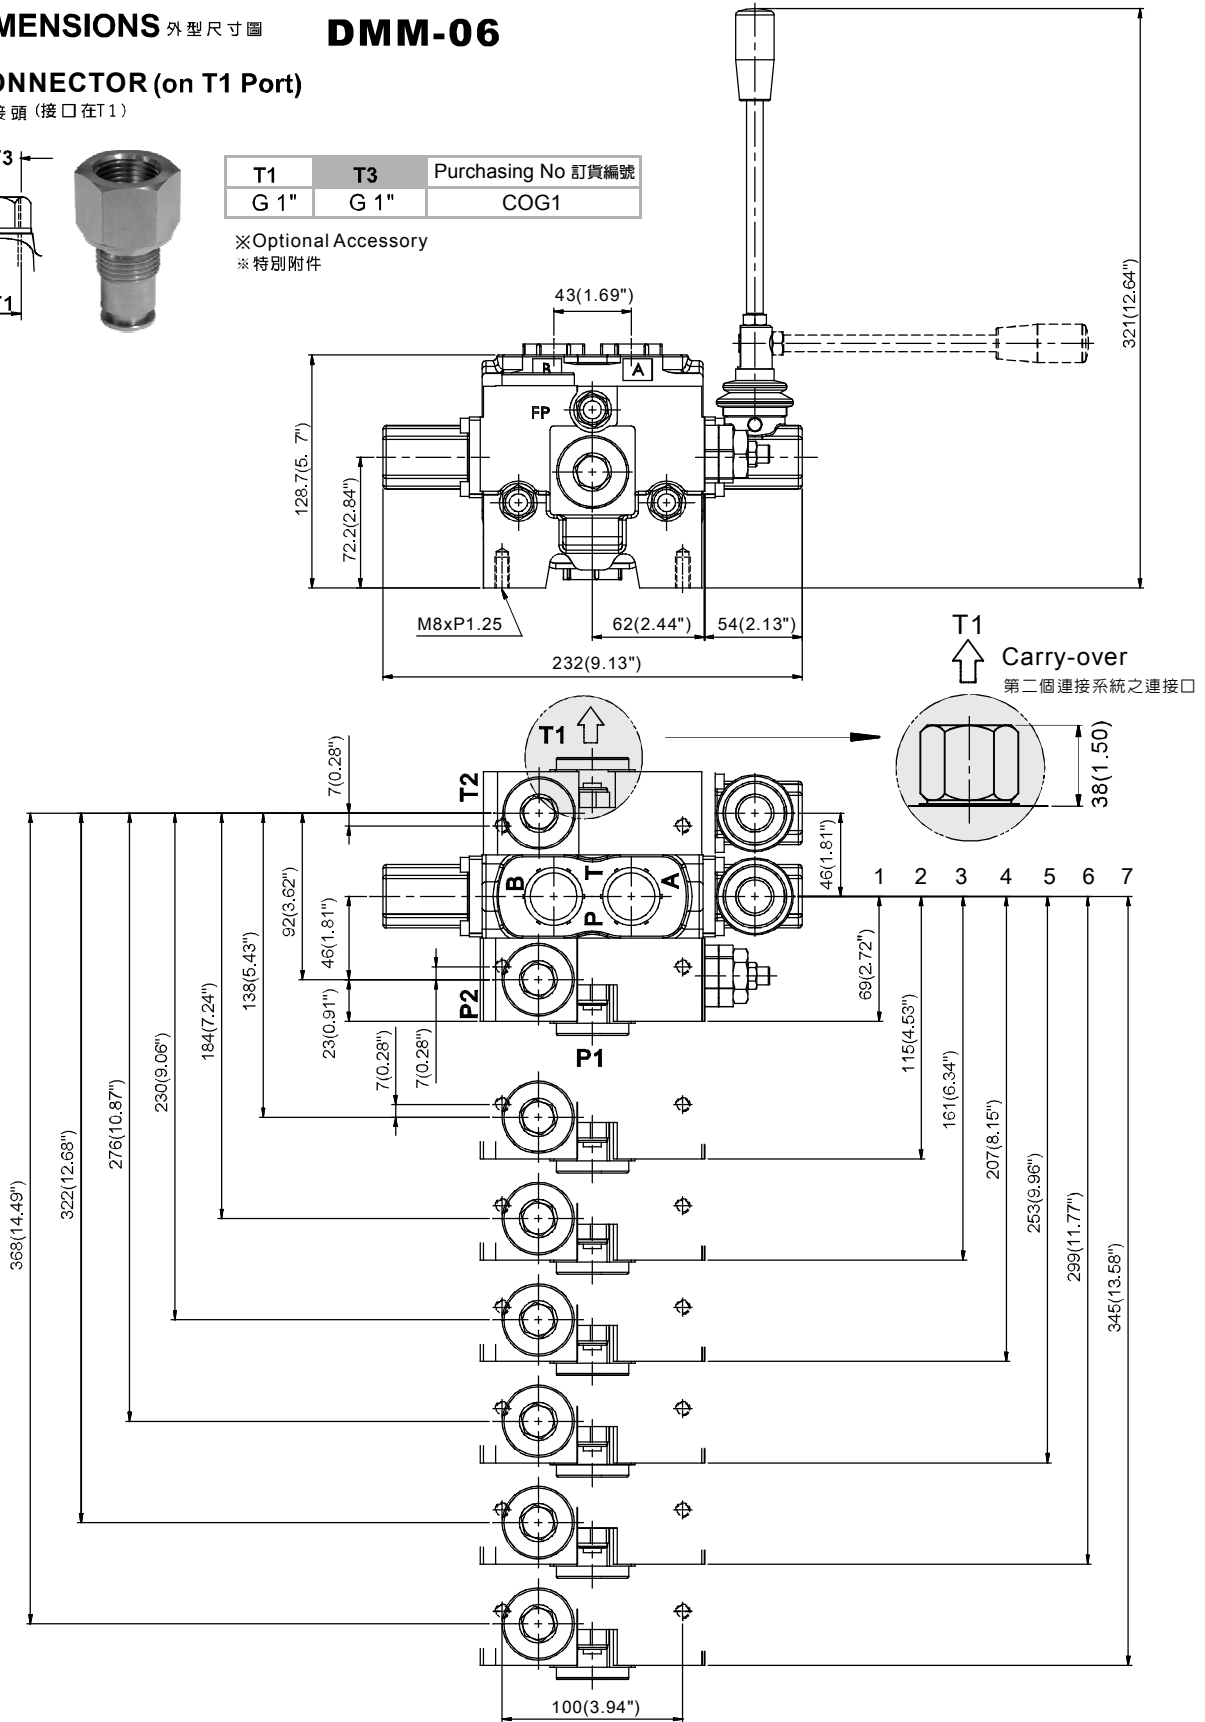 MENSIONS 外型尺寸圖
DMM-06
ONNECTOR (on T1 Port)
接頭 (接口在T1)
T3
T1
T1 T3 Purchasing No 訂貨編號
G 1" G 1" COG1
※Optional Accessory
※特別附件
43(1.69")
321(12.64")
B
A
FP
128.7(5. 7")
72.2(2.84")
M8xP1.25
62(2.44")
54(2.13")
232(9.13")
T1
Carry-over
第二個連接系統之連接口
38(1.50)
T1
T2
7(0.28")
46(1.81")
1 2 3 4 5 6 7
B T A
P
92(3.62")
46(1.81")
138(5.43")
184(7.24")
23(0.91")
P2
P1
69(2.72")
115(4.53")
7(0.28")
7(0.28")
230(9.06")
161(6.34")
276(10.87")
207(8.15")
322(12.68")
253(9.96")
368(14.49")
299(11.77")
345(13.58")
100(3.94")